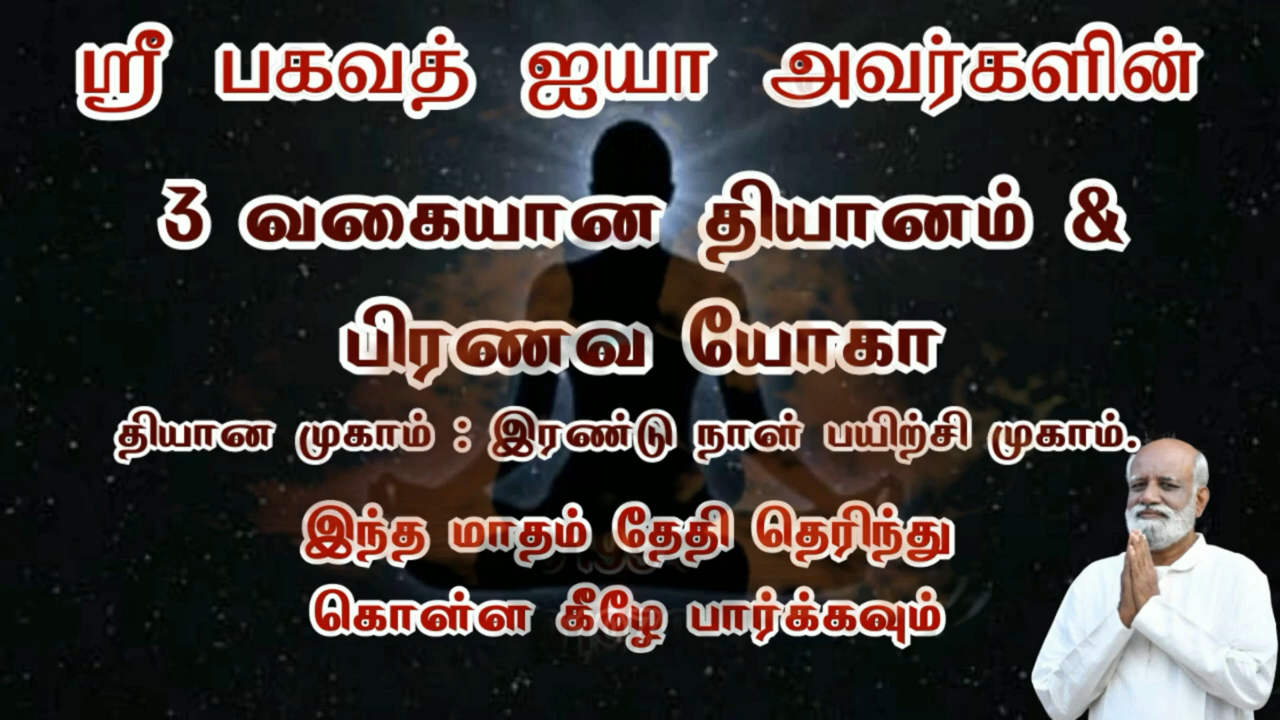 ஸ்ரீ பகவத் ஐயா அவர்களின்
3 வகையான தியானம் &
பிரணவ யோகா
தியான முகாம் : இரண்டு நாள் பயிற்சி முகாம்.
இந்த மாதம் தேதி தெரிந்து
கொள்ள கீழே பார்க்கவும்